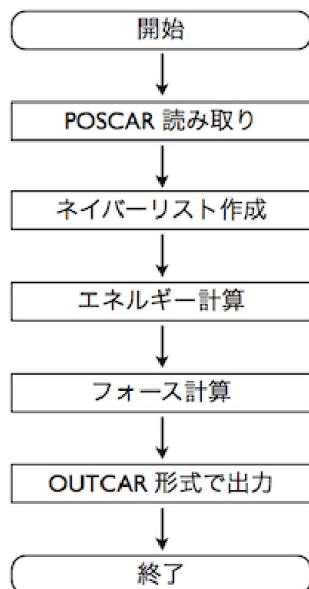 開始
POSCAR 読み取り
ネイバーリスト作成
エネルギー計算
フォース計算
OUTCAR 形式で出力
終了